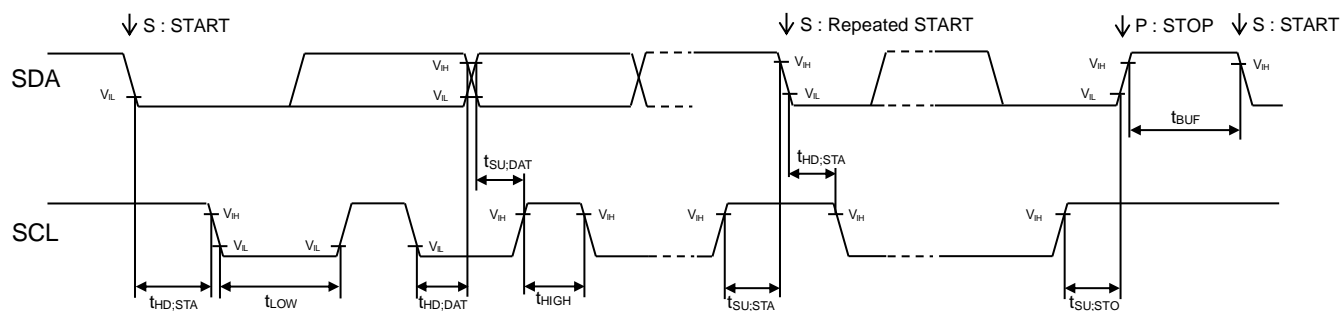 S : START
S : Repeated START
P : STOP
S : START
SDA
VIL
VIH
VIL
VIH
VIL
VIH
VIL
VIH
tBUF
tSU;DAT
tHD;STA
SCL
VIH
VIL
VIL
VIL
VIH
VIH
VIH
VIH
VIH
tHD;STA
tLOW
tHD;DAT
tHIGH
tSU;STA
tSU;STO